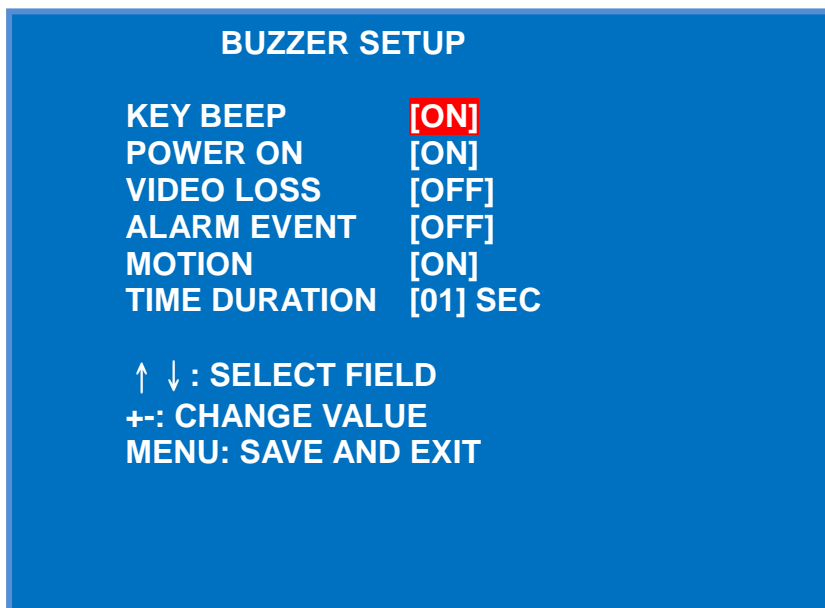 BUZZER SETUP
KEY BEEP [ON]
POWER ON [ON]
VIDEO LOSS [OFF]
ALARM EVENT [OFF]
MOTION [ON]
TIME DURATION [01] SEC
↑ ↓ : SELECT FIELD
+-: CHANGE VALUE
MENU: SAVE AND EXIT